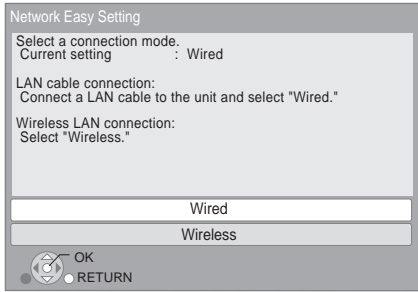 Network Easy Setting
Select a connection mode.
Current setting : Wired
LAN cable connection:
Connect a LAN cable to the unit and select "Wired."
Wireless LAN connection:
Select "Wireless."
Wired
Wireless
OK
RETURN